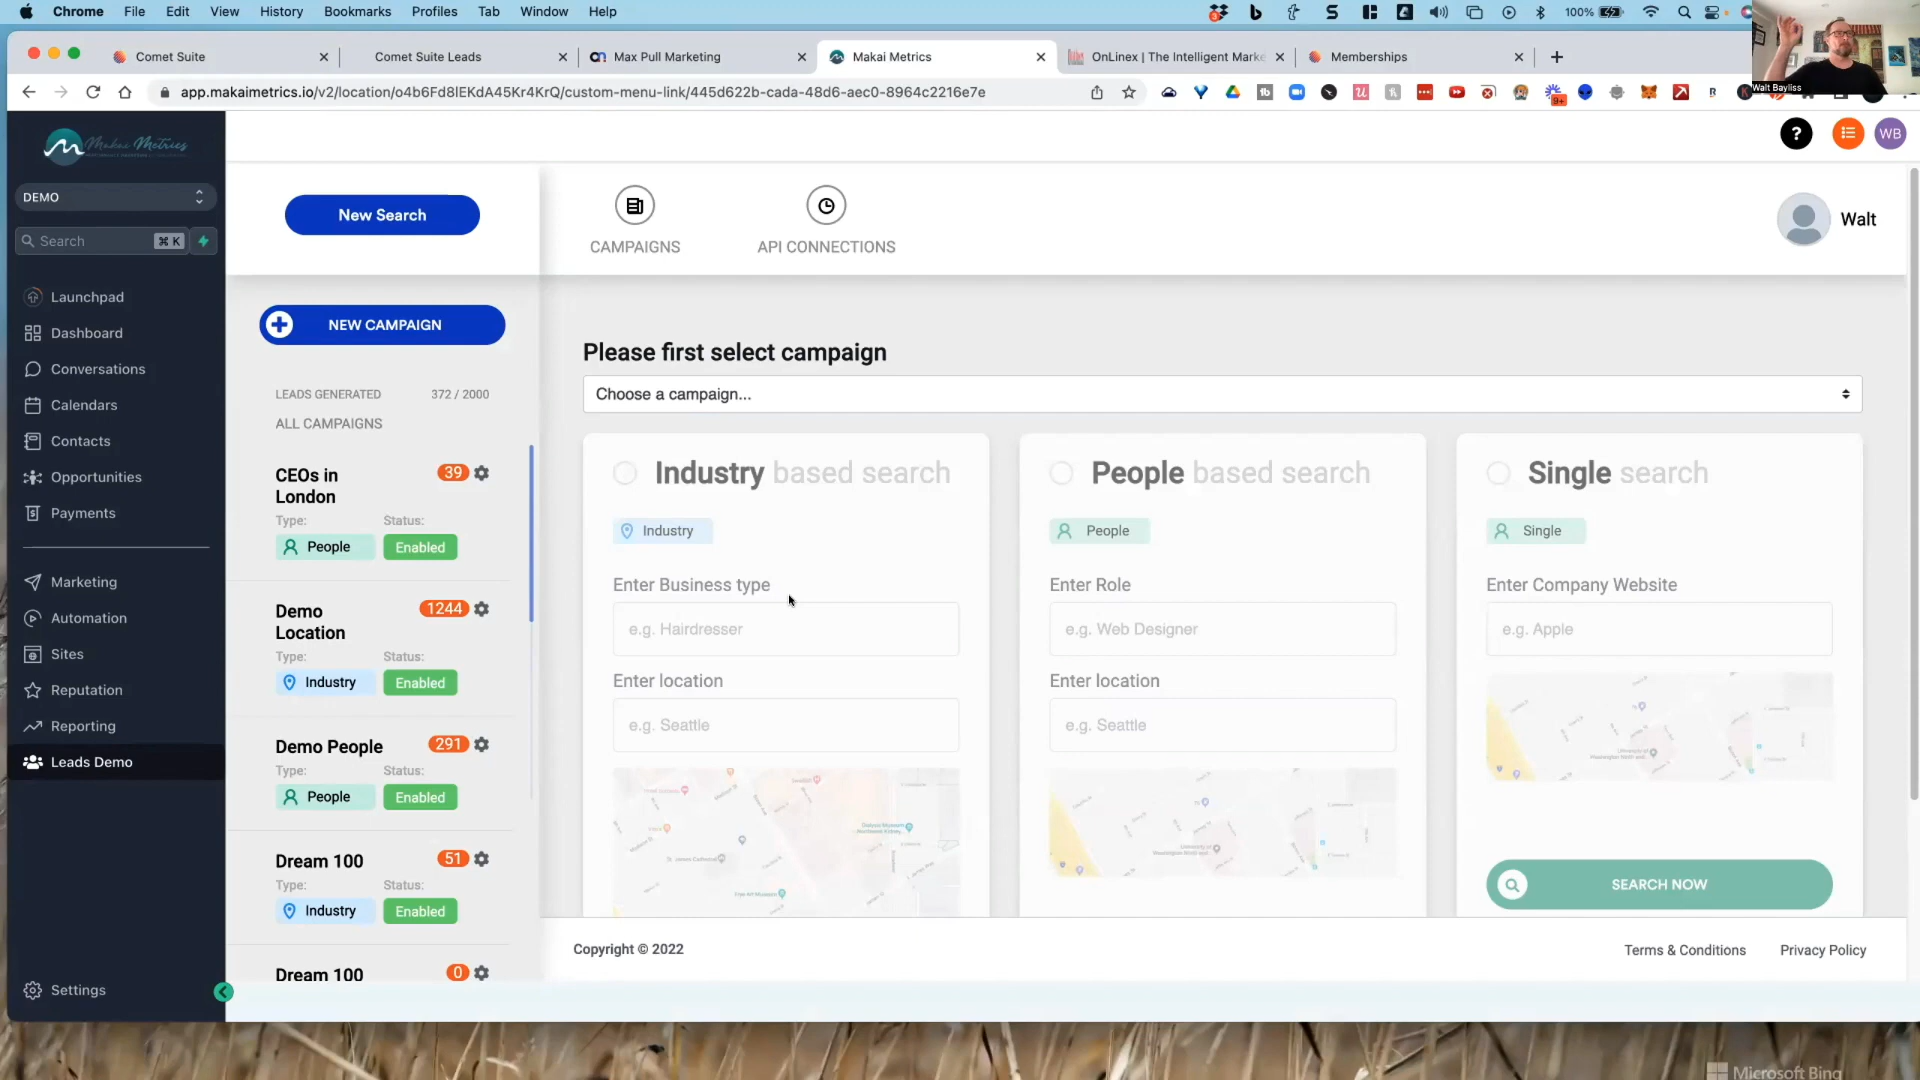 Chrome File Edit View History Bookmarks Profiles Tab Window Help
100%
Comet Suite
Comet Suite Leads
Max Pull Marketing
Makai Metrics
OnLinex | The Intelligent Marke
Memberships
app.makaimetrics.io/v2/location/o4b6Fd8lEKdA45Kr4KrQ/custom-menu-link/445d622b-cada-48d6-aec0-8964c2216e7e
9+
Walt Bayliss
Makai Metrics
?
WB
DEMO
Search
⌘ K
Launchpad
Dashboard
Conversations
Calendars
Contacts
Opportunities
Payments
Marketing
Automation
Sites
Reputation
Reporting
Leads Demo
Settings
New Search
CAMPAIGNS
API CONNECTIONS
Walt
NEW CAMPAIGN
LEADS GENERATED 372 / 2000
ALL CAMPAIGNS
CEOs in London
39
Type: Status:
People Enabled
Demo Location
1244
Type: Status:
Industry Enabled
Demo People
291
Type: Status:
People Enabled
Dream 100
51
Type: Status:
Industry Enabled
Dream 100
0
Please first select campaign
Choose a campaign...
Industry based search
Industry
Enter Business type
e.g. Hairdresser
Enter location
e.g. Seattle
People based search
People
Enter Role
e.g. Web Designer
Enter location
e.g. Seattle
Single search
Single
Enter Company Website
e.g. Apple
SEARCH NOW
Copyright © 2022
Terms & Conditions
Privacy Policy
Microsoft Bing